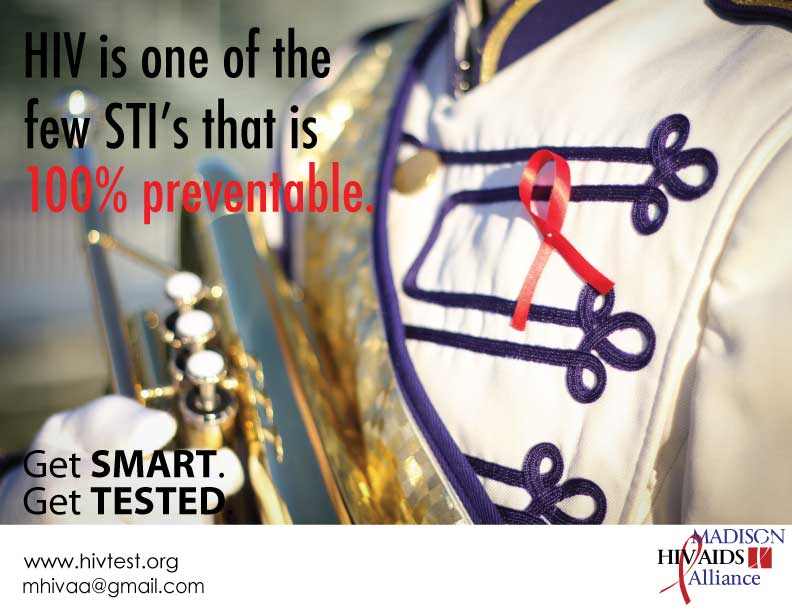 HIV is one of the
few STI's that is
100% preventable.
Get SMART.
Get TESTED.
www.hivtest.org
mhivaa@gmail.com
MADISON
HIV/AIDS
Alliance